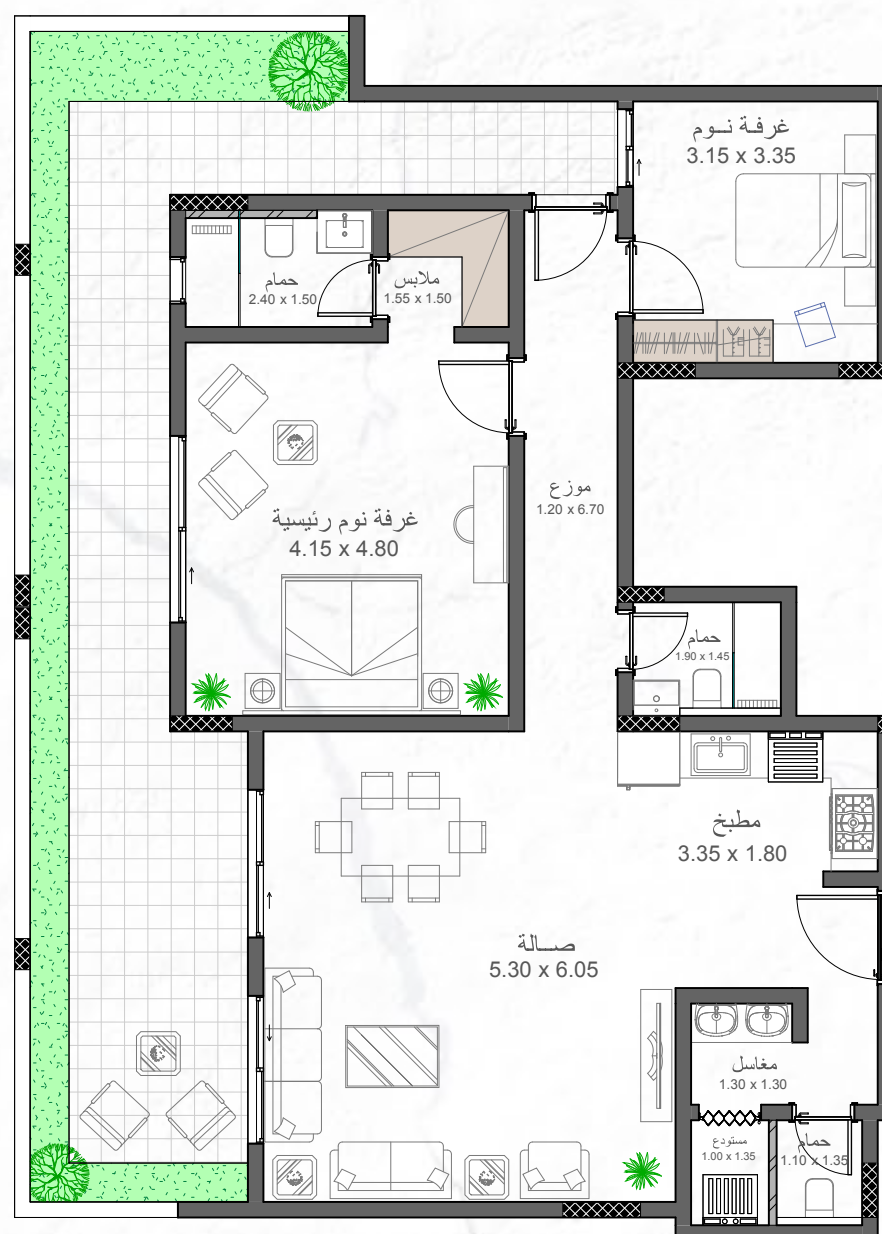 غرفة نــوم
3.15 x 3.35
حمام
2.40 x 1.50
ملابس
1.55 x 1.50
موزع
1.20 x 6.70
غرفة نوم رئيسية
4.15 x 4.80
حمام
1.90 x 1.45
مطبخ
3.35 x 1.80
صــالة
5.30 x 6.05
مغاسل
1.30 x 1.30
مستودع
1.00 x 1.35
حمام
1.10 x 1.35